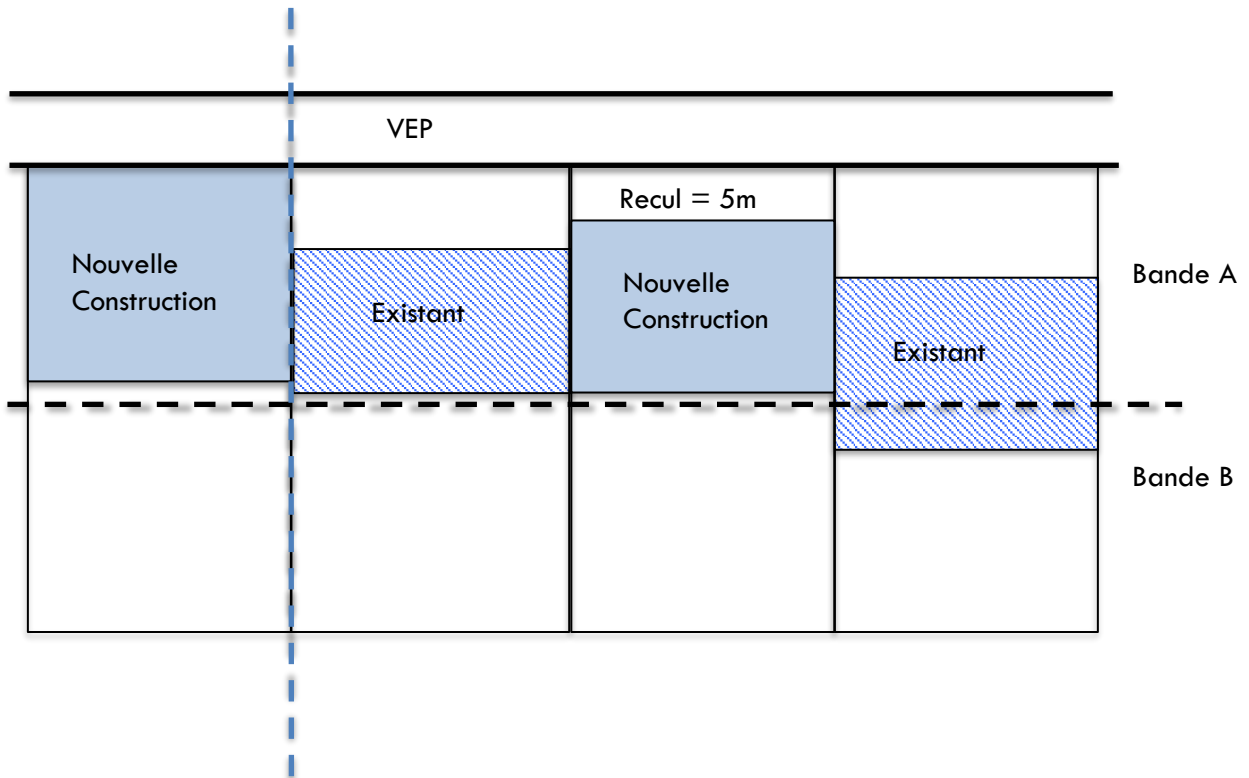 VEP
Recul = 5m
Nouvelle
Construction
Existant
Nouvelle
Construction
Existant
Bande A
Bande B